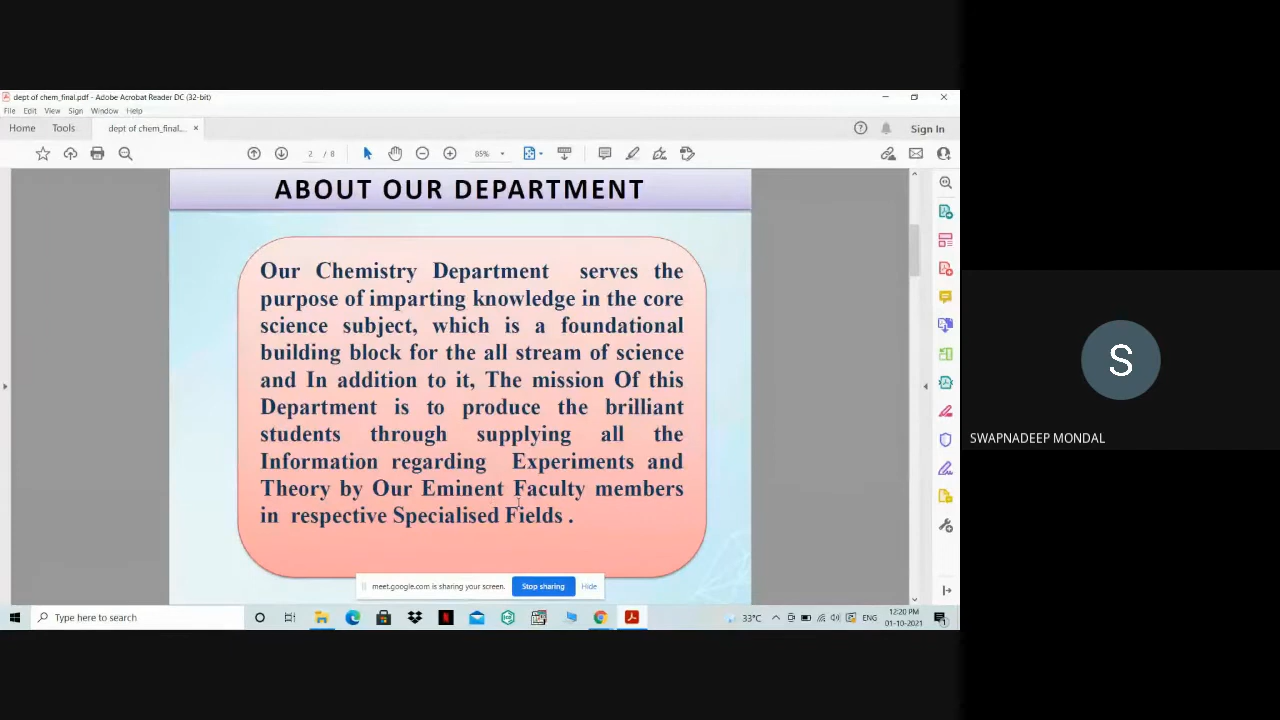 dept of chem_final.pdf - Adobe Acrobat Reader DC (32-bit)
File Edit View Sign Window Help
Home Tools dept of chem_final.... × Sign In
2 / 8 85%
ABOUT OUR DEPARTMENT
Our Chemistry Department serves the
purpose of imparting knowledge in the core
science subject, which is a foundational
building block for the all stream of science
and In addition to it, The mission Of this
Department is to produce the brilliant
students through supplying all the
Information regarding Experiments and
Theory by Our Eminent Faculty members
in respective Specialised Fields .
S
SWAPNADEEP MONDAL
meet.google.com is sharing your screen. Stop sharing Hide
Type here to search 33°C ENG 12:20 PM
01-10-2021